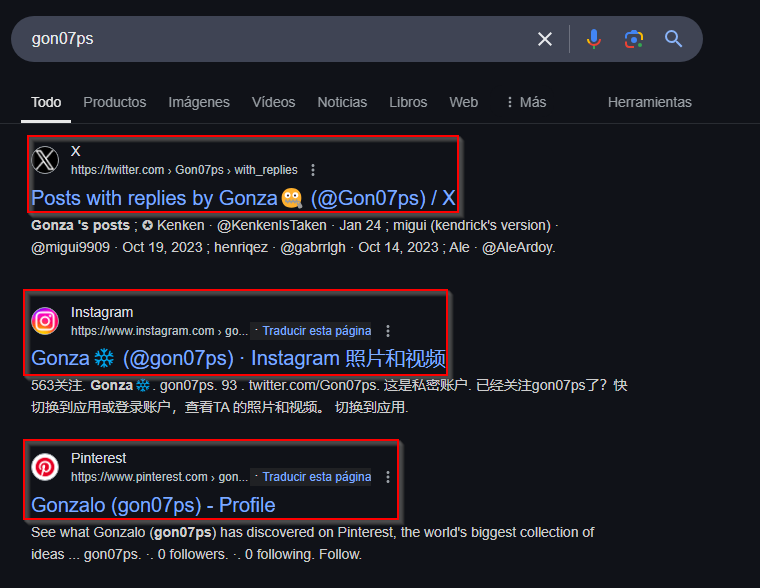 gon07ps
Todo Productos Imágenes Vídeos Noticias Libros Web Más Herramientas
X
https://twitter.com › Gon07ps › with_replies
Posts with replies by Gonza🤐 (@Gon07ps) / X
Gonza 's posts ; ✪ Kenken · @KenkenIsTaken · Jan 24 ; migui (kendrick's version) ·
@migui9909 · Oct 19, 2023 ; henriqez · @gabrrlgh · Oct 14, 2023 ; Ale · @AleArdoy.
Instagram
https://www.instagram.com › go... · Traducir esta página
Gonza❄️ (@gon07ps) · Instagram 照片和视频
563关注. Gonza❄️. gon07ps. 93 . twitter.com/Gon07ps. 这是私密账户. 已经关注gon07ps了？快
切换到应用或登录账户，查看TA 的照片和视频。 切换到应用.
Pinterest
https://www.pinterest.com › gon... · Traducir esta página
Gonzalo (gon07ps) - Profile
See what Gonzalo (gon07ps) has discovered on Pinterest, the world's biggest collection of
ideas ... gon07ps. ·. 0 followers. ·. 0 following. Follow.